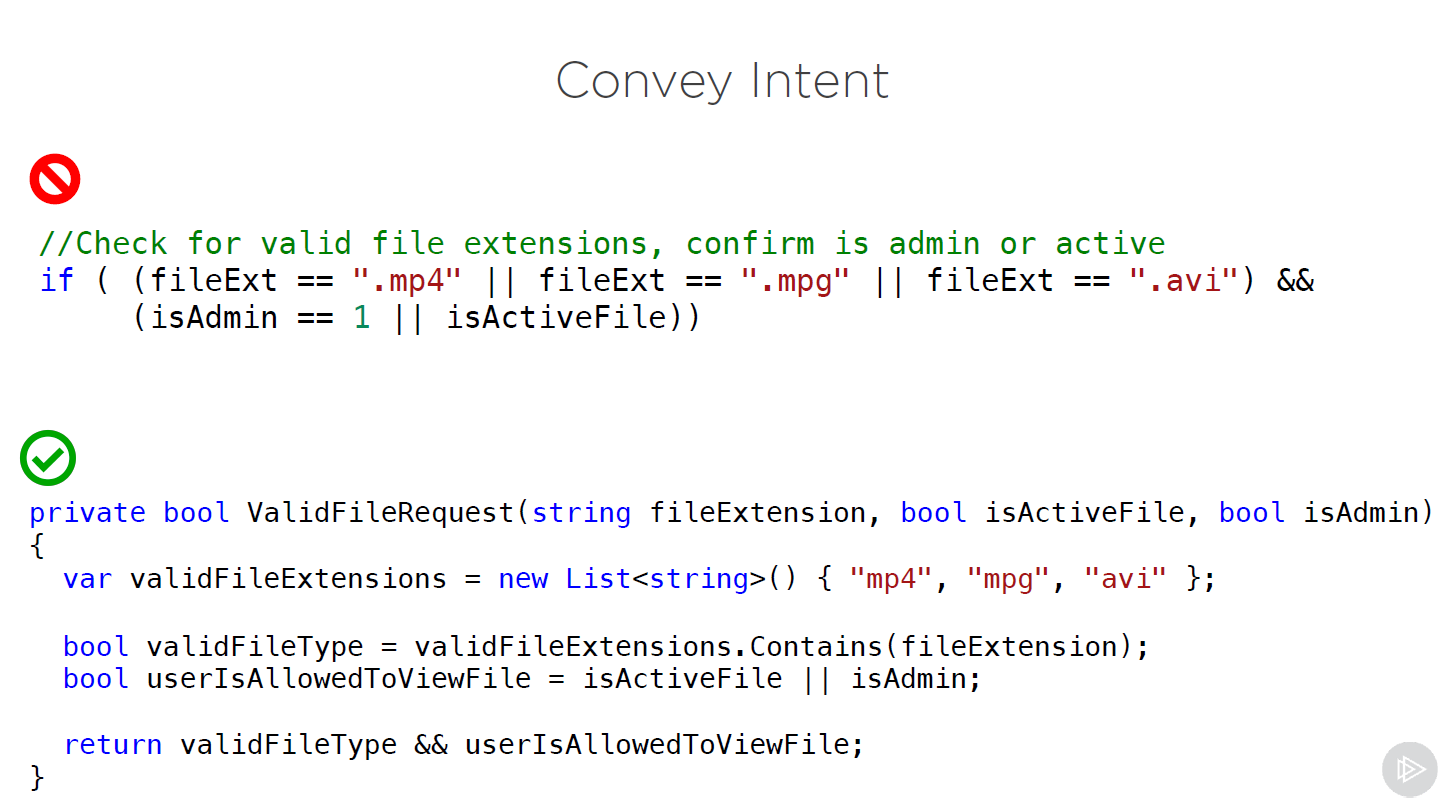 Convey Intent
//Check for valid file extensions, confirm is admin or active
if ( (fileExt == ".mp4" || fileExt == ".mpg" || fileExt == ".avi") &&
(isAdmin == 1 || isActiveFile))
private bool ValidFileRequest(string fileExtension, bool isActiveFile, bool isAdmin)
{
var validFileExtensions = new List<string>() { "mp4", "mpg", "avi" };
bool validFileType = validFileExtensions.Contains(fileExtension);
bool userIsAllowedToViewFile = isActiveFile || isAdmin;
return validFileType && userIsAllowedToViewFile;
}